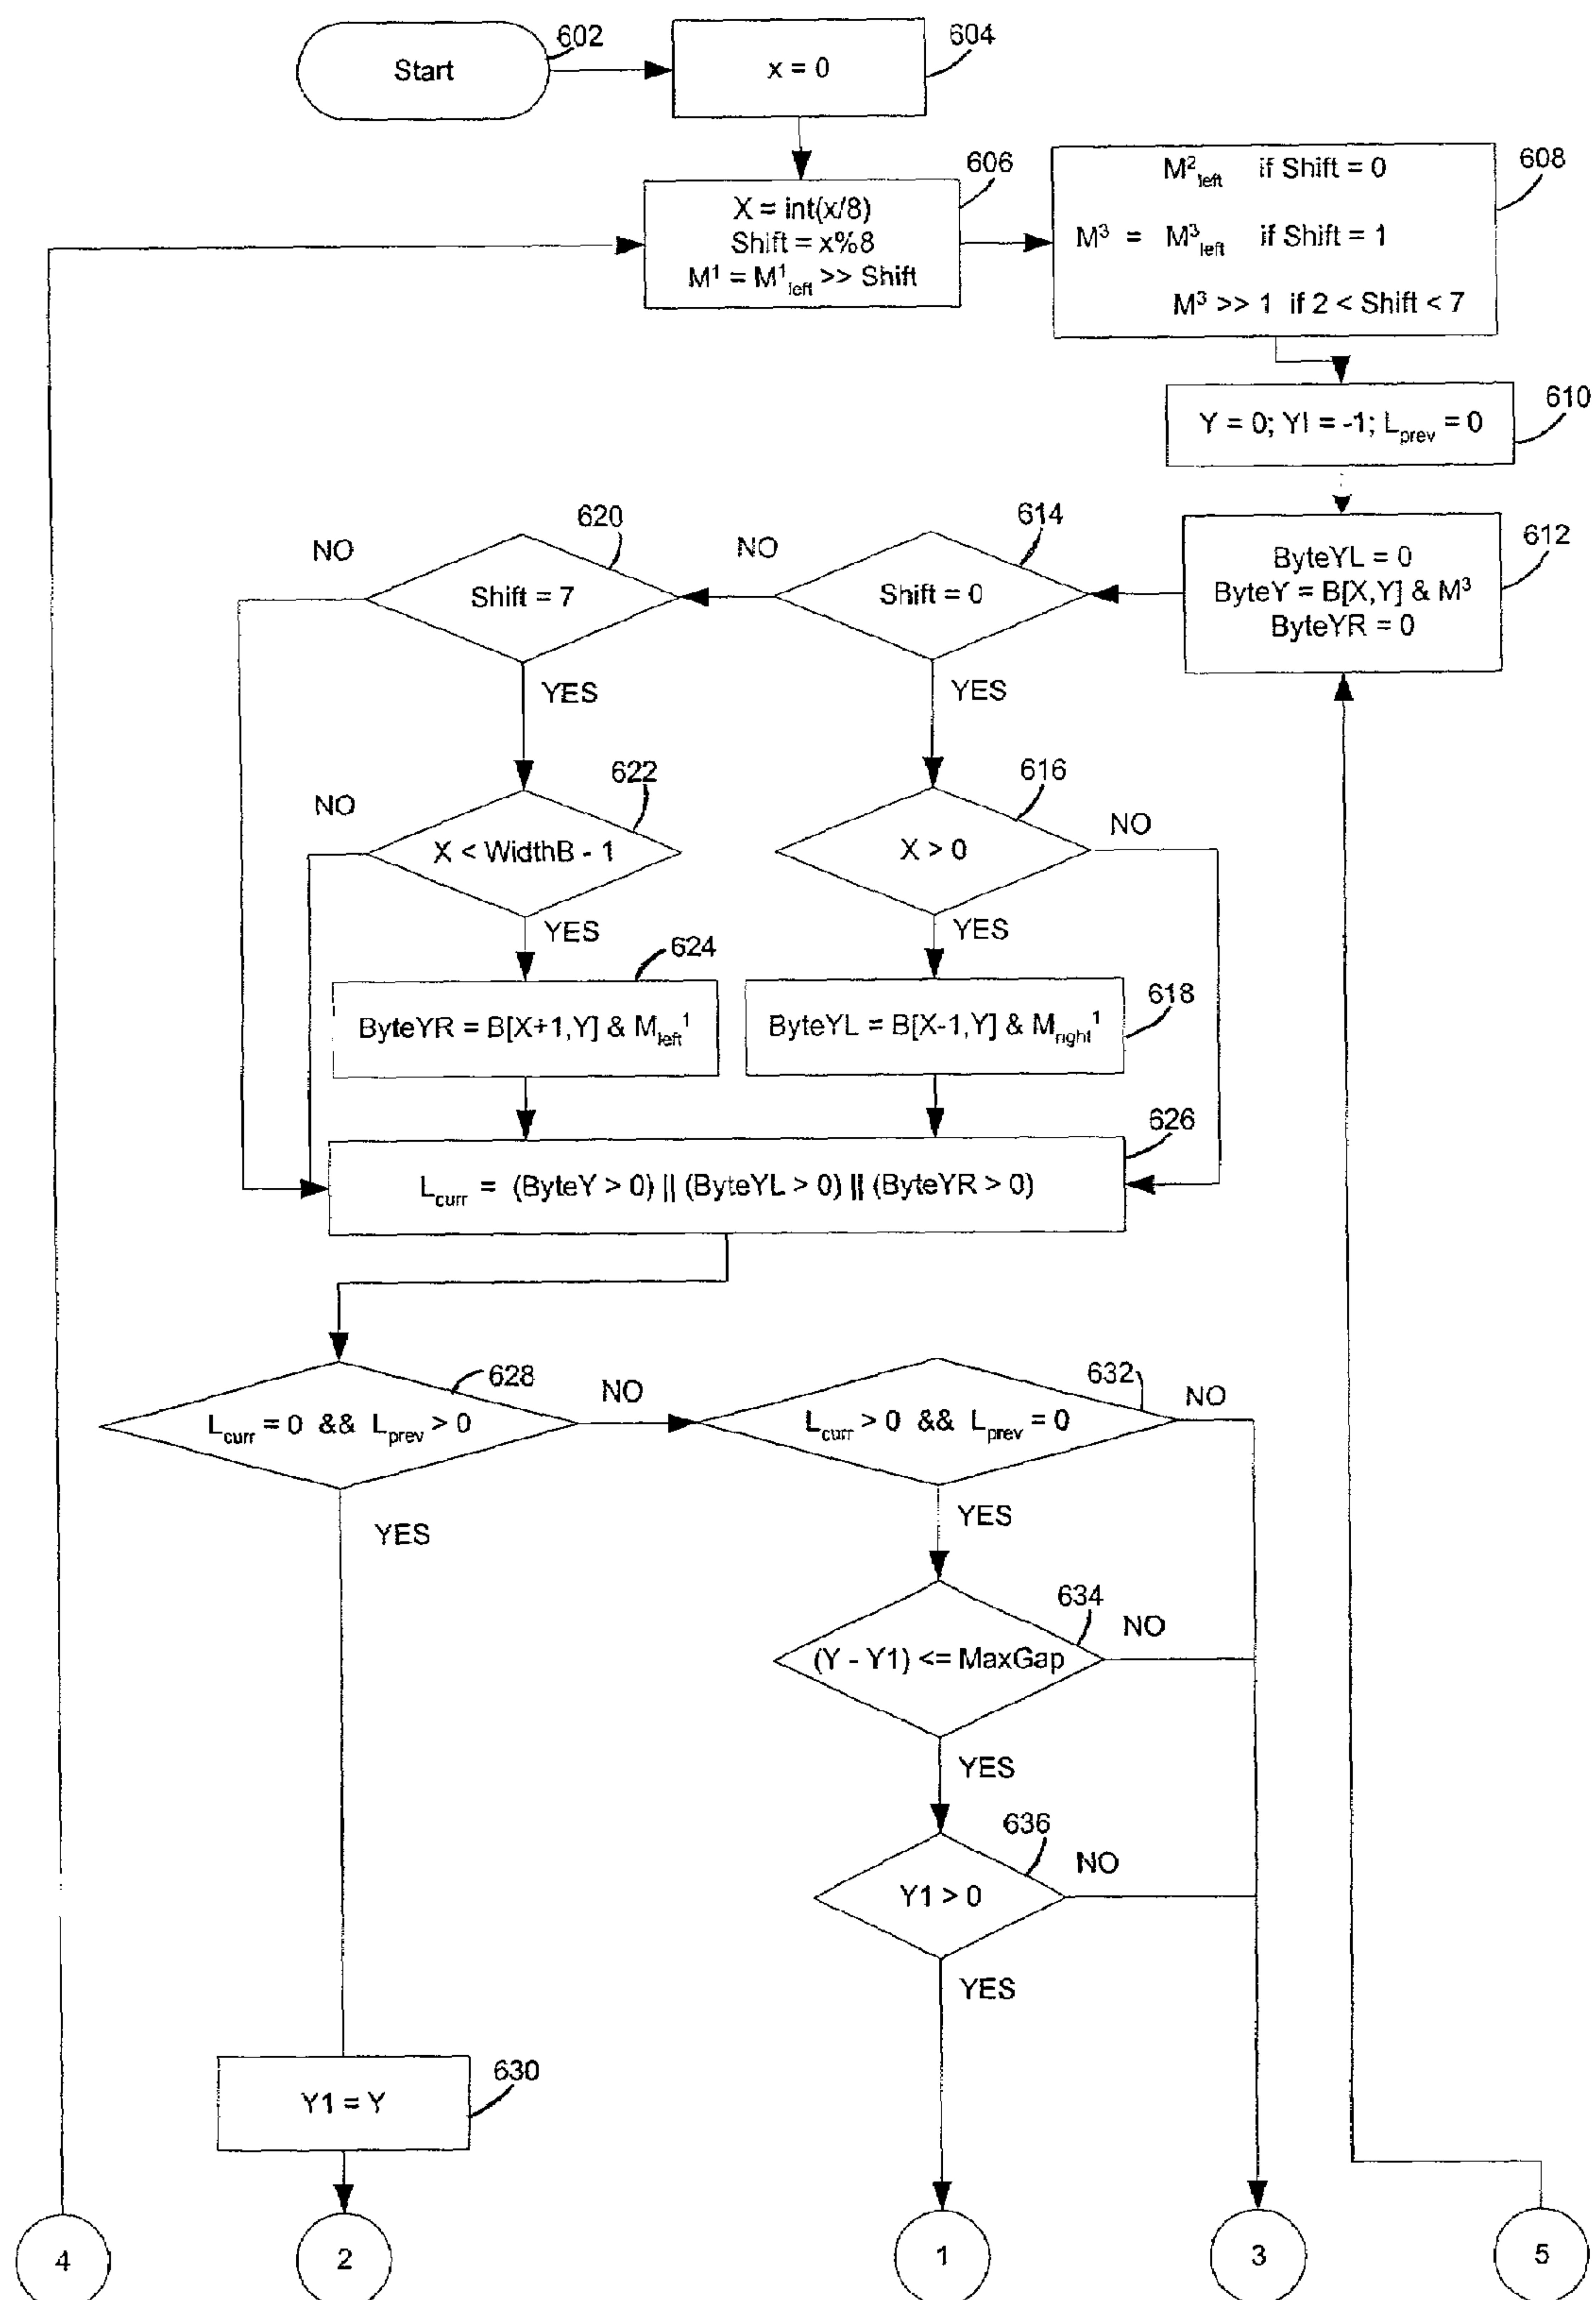 Start
602
x = 0
604
X = int(x/8)
Shift = x%8
M¹ = M¹left >> Shift
606
M²left if Shift = 0
M³ = M³left if Shift = 1
M³ >> 1 if 2 < Shift < 7
608
Y = 0; YI = -1; Lprev = 0
610
ByteYL = 0
ByteY = B[X,Y] & M³
ByteYR = 0
612
Shift = 0
614
NO
YES
Shift = 7
620
NO
YES
X < WidthB - 1
622
NO
YES
X > 0
616
NO
YES
ByteYR = B[X+1,Y] & Mleft¹
624
ByteYL = B[X-1,Y] & Mright¹
618
Lcurr = (ByteY > 0) || (ByteYL > 0) || (ByteYR > 0)
626
Lcurr = 0 && Lprev > 0
628
NO
YES
Lcurr > 0 && Lprev = 0
632
NO
YES
(Y - Y1) <= MaxGap
634
NO
YES
Y1 > 0
636
NO
YES
Y1 = Y
630
4
2
1
3
5